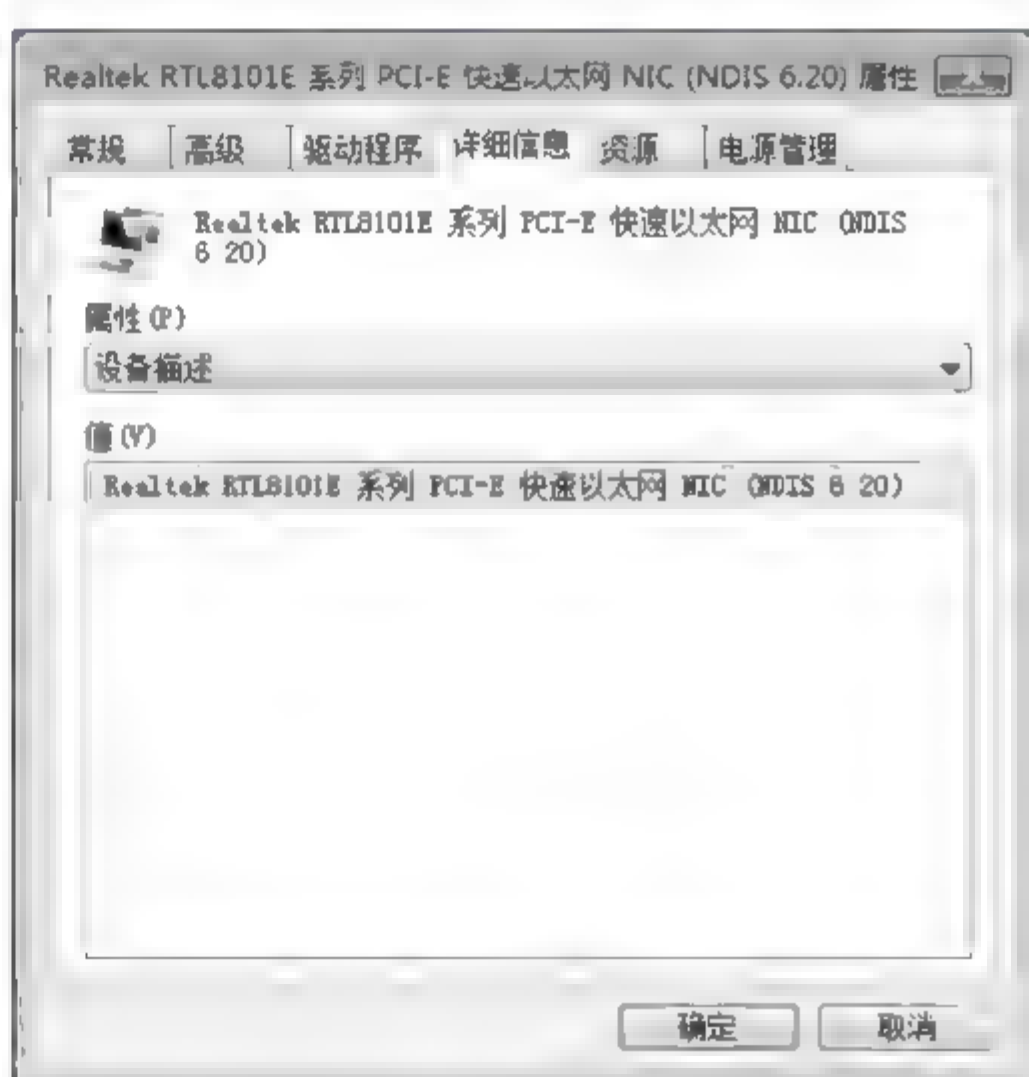 Realtek RTL8101E 系列 PCI-E 快速以太网 NIC (NDIS 6.20) 属性
常规 高级 驱动程序 详细信息 资源 电源管理
Realtek RTL8101E 系列 PCI-E 快速以太网 NIC (NDIS
6 20)
属性(P)
设备描述
值(V)
Realtek RTL8101E 系列 PCI-E 快速以太网 NIC (NDIS 6 20)
确定 取消